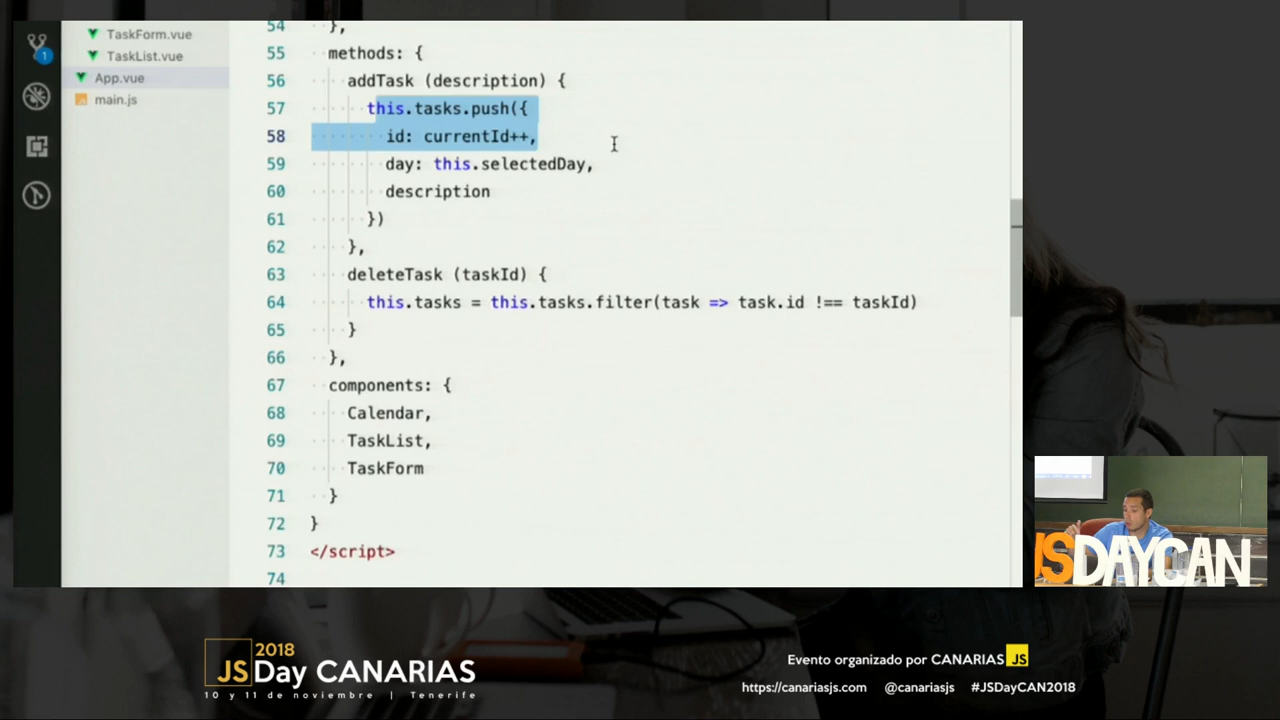 TaskForm.vue
TaskList.vue
App.vue
main.js
1
54 },
55 methods: {
56 addTask (description) {
57 this.tasks.push({
58 id: currentId++,
59 day: this.selectedDay,
60 description
61 })
62 },
63 deleteTask (taskId) {
64 this.tasks = this.tasks.filter(task => task.id !== taskId)
65 }
66 },
67 components: {
68 Calendar,
69 TaskList,
70 TaskForm
71 }
72 }
73 </script>
74
JSDAYCAN
2018
JSDay CANARIAS
10 y 11 de noviembre | Tenerife
Evento organizado por CANARIAS JS
https://canariasjs.com @canariasjs #JSDayCAN2018